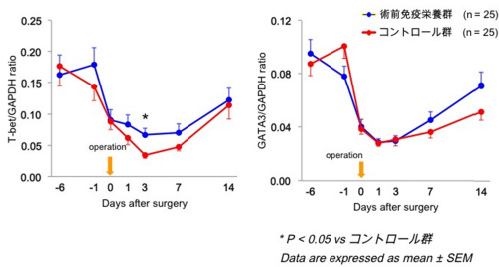 術前免疫栄養群 (n = 25)
コントロール群 (n = 25)
T-bet/GAPDH ratio
0.25
0.20
0.15
0.10
0.05
0.00
*
operation
-6 -1 0 1 3 7 14
Days after surgery
GATA3/GAPDH ratio
0.12
0.08
0.04
0.00
operation
-6 -1 0 1 3 7 14
Days after surgery
* P < 0.05 vs コントロール群
Data are expressed as mean ± SEM